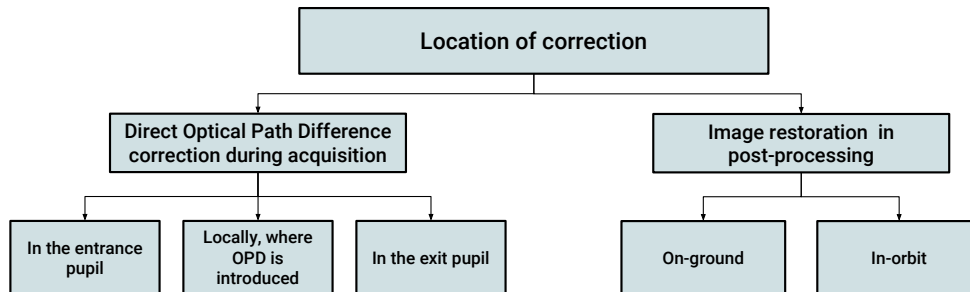 Location of correction
Direct Optical Path Difference
correction during acquisition
Image restoration in
post-processing
In the entrance
pupil
Locally, where
OPD is
introduced
In the exit pupil
On-ground
In-orbit